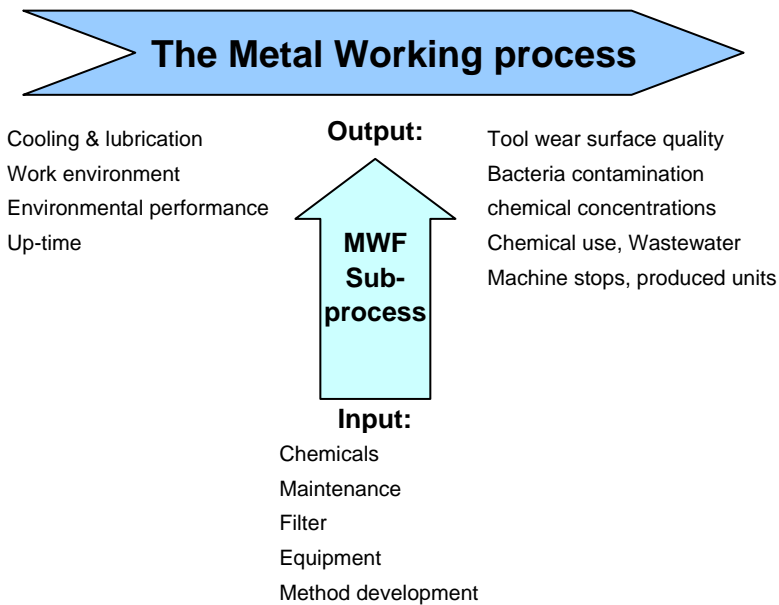 The Metal Working process
Output:
Cooling & lubrication
Work environment
Environmental performance
Up-time
Tool wear surface quality
Bacteria contamination
chemical concentrations
Chemical use, Wastewater
Machine stops, produced units
MWF
Sub-
process
Input:
Chemicals
Maintenance
Filter
Equipment
Method development